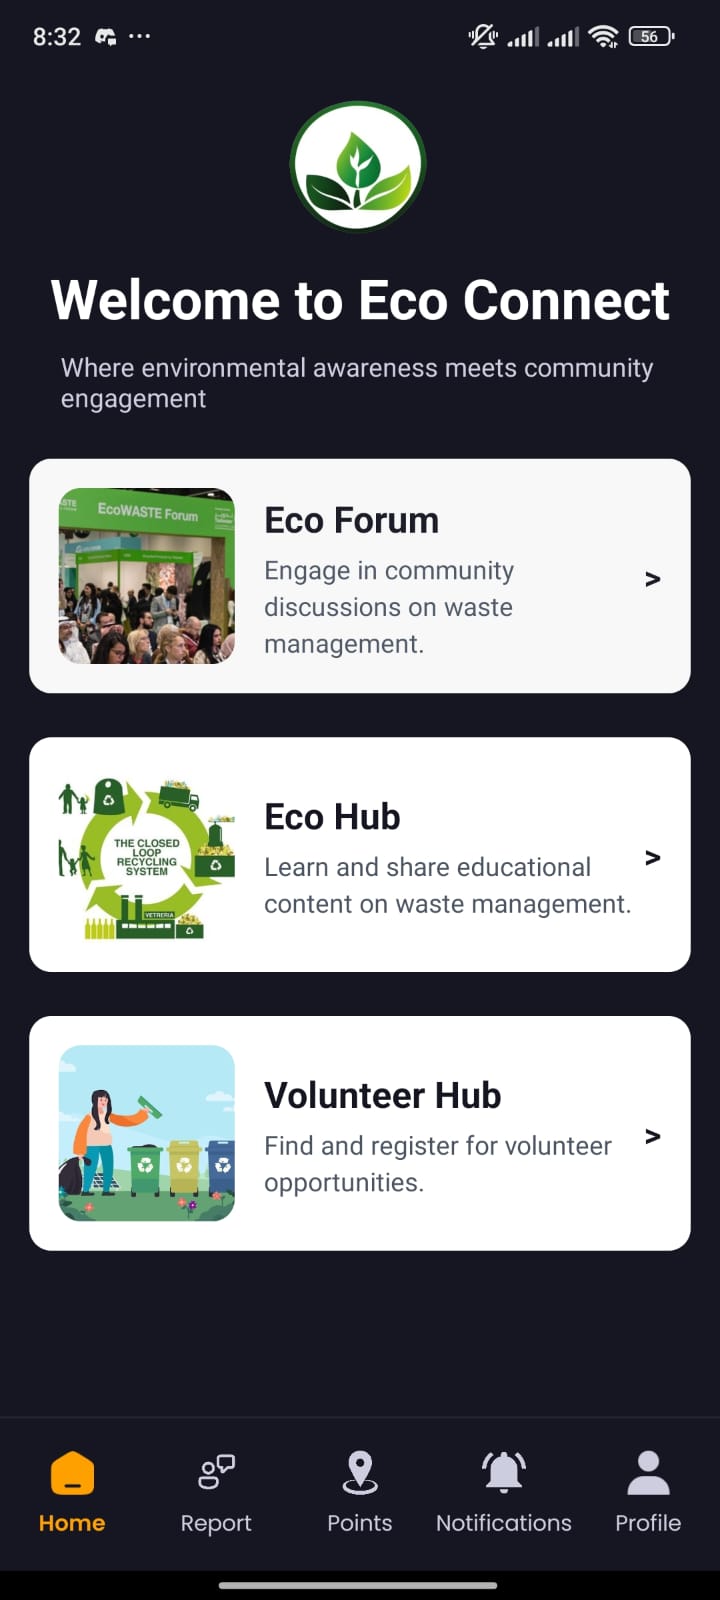 8:32
56
Welcome to Eco Connect
Where environmental awareness meets community
engagement
EcoWASTE Forum
Eco Forum
Engage in community
discussions on waste
management.
>
THE CLOSED
LOOP
RECYCLING
SYSTEM
VETRERIA
Eco Hub
Learn and share educational
content on waste management.
>
Volunteer Hub
Find and register for volunteer
opportunities.
>
Home
Report
Points
Notifications
Profile